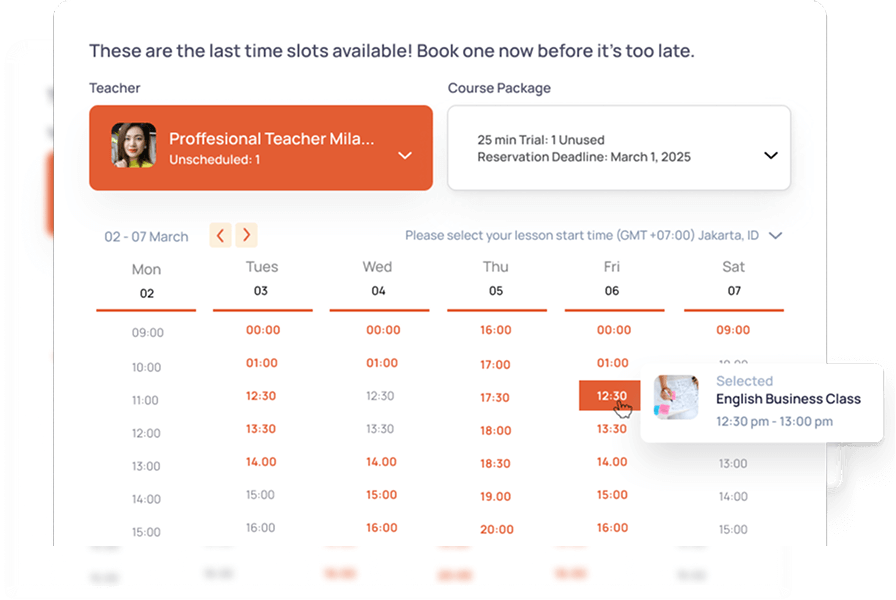 These are the last time slots available! Book one now before it's too late.
Teacher
Course Package
Proffesional Teacher Mila...
Unscheduled: 1
25 min Trial: 1 Unused
Reservation Deadline: March 1, 2025
02 - 07 March
Please select your lesson start time (GMT +07:00) Jakarta, ID
Mon Tues Wed Thu Fri Sat
02 03 04 05 06 07
09:00 00:00 00:00 16:00 00:00 09:00
10:00 01:00 01:00 17:00 01:00
11:00 12:30 12:30 17:30 12:30
Selected
English Business Class
12:30 pm - 13:00 pm
12:00 13:30 13:30 18:00 13:30
13:00 14.00 14.00 18:30 14.00 13:00
14:00 15:00 15:00 19.00 15:00 14:00
15:00 16:00 16:00 20:00 16:00 15:00